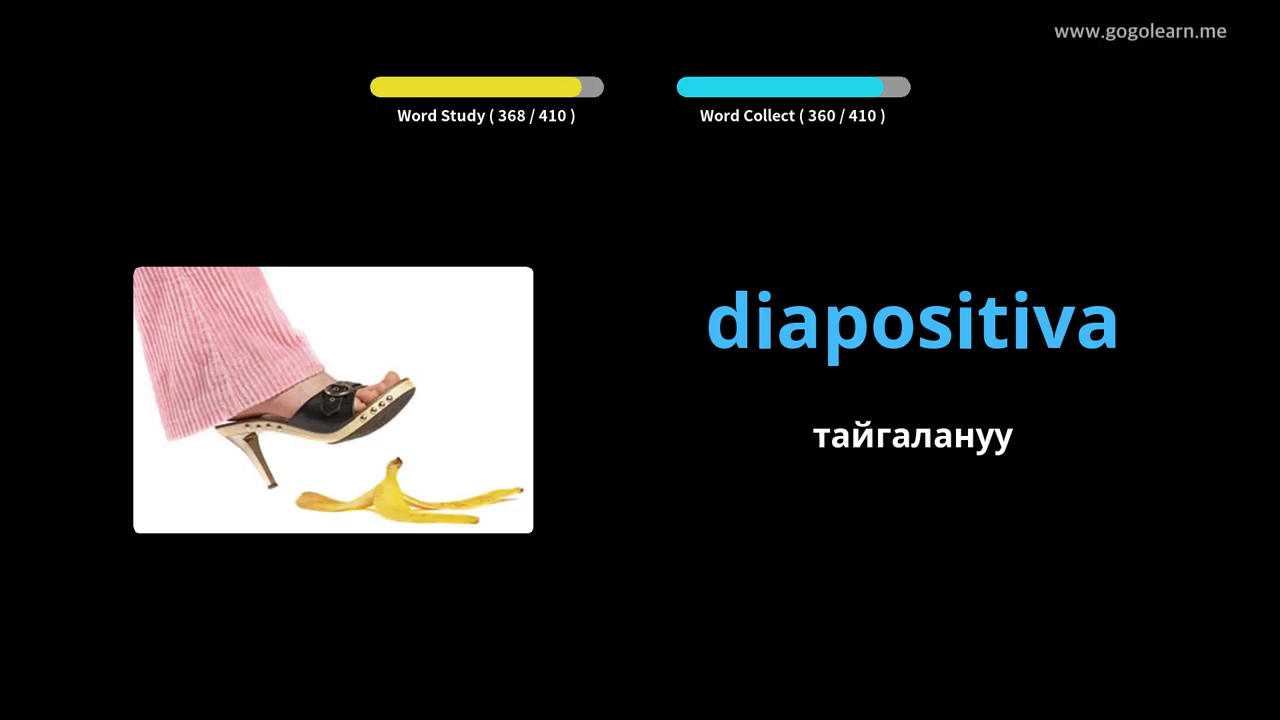 www.gogolearn.me
Word Study ( 368 / 410 )
Word Collect ( 360 / 410 )
diapositiva
тайгалануу